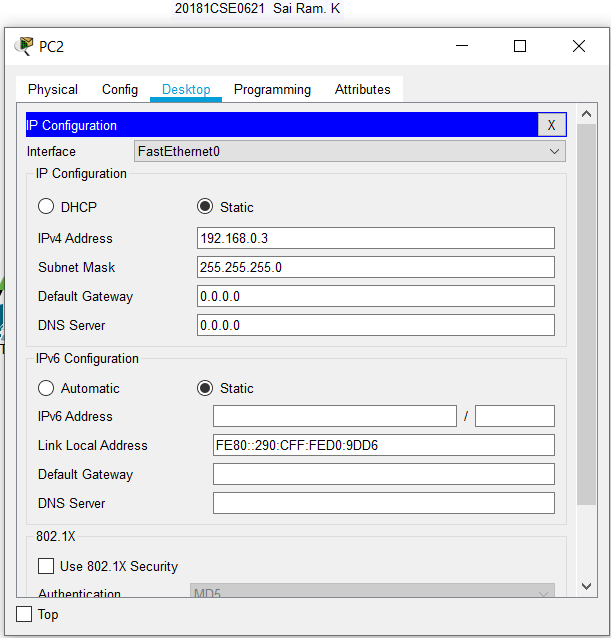 20181CSE0621 Sai Ram. K
PC2
Physical Config Desktop Programming Attributes
IP Configuration X
Interface FastEthernet0
IP Configuration
DHCP Static
IPv4 Address 192.168.0.3
Subnet Mask 255.255.255.0
Default Gateway 0.0.0.0
DNS Server 0.0.0.0
IPv6 Configuration
Automatic Static
IPv6 Address /
Link Local Address FE80::290:CFF:FED0:9DD6
Default Gateway
DNS Server
802.1X
Use 802.1X Security
Authentication MD5
Top